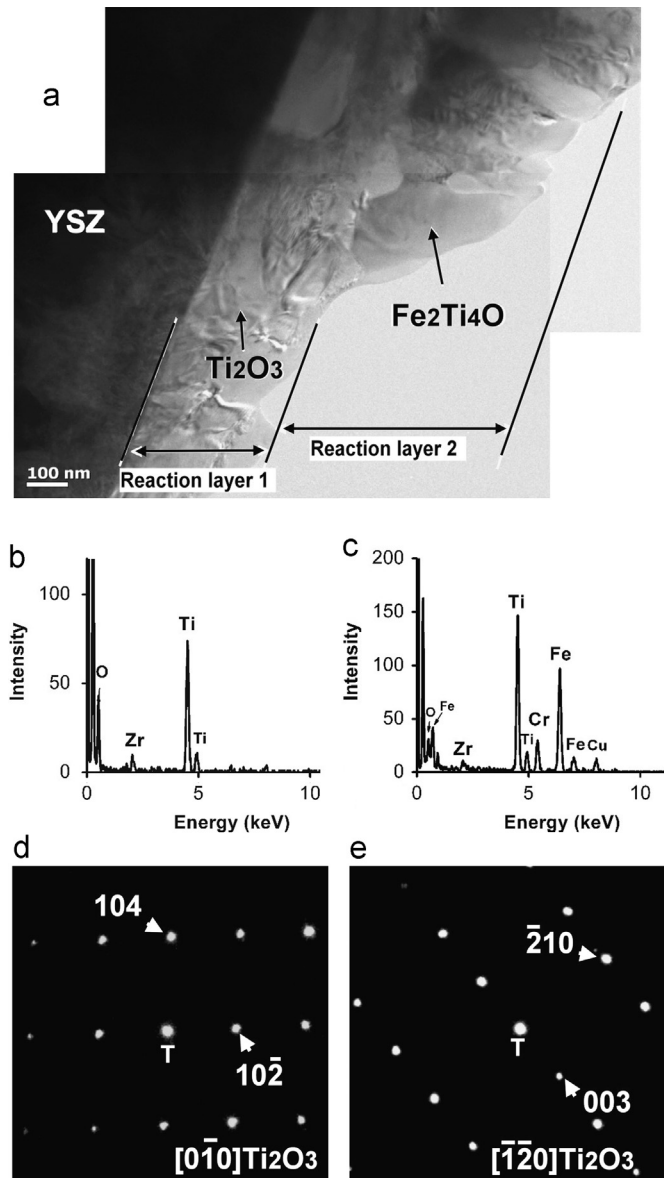 a
YSZ
Ti2O3
Fe2Ti4O
Reaction layer 1
Reaction layer 2
100 nm
b
Intensity
100
50
0
O
Zr
Ti
Ti
0
5
10
Energy (keV)
c
Intensity
200
150
100
50
0
O
Fe
Zr
Ti
Ti
Cr
Fe
Fe
Cu
0
5
10
Energy (keV)
d
104
T
102̅
[01̅0]Ti2O3
e
2̅10
T
003
[1̅2̅0]Ti2O3